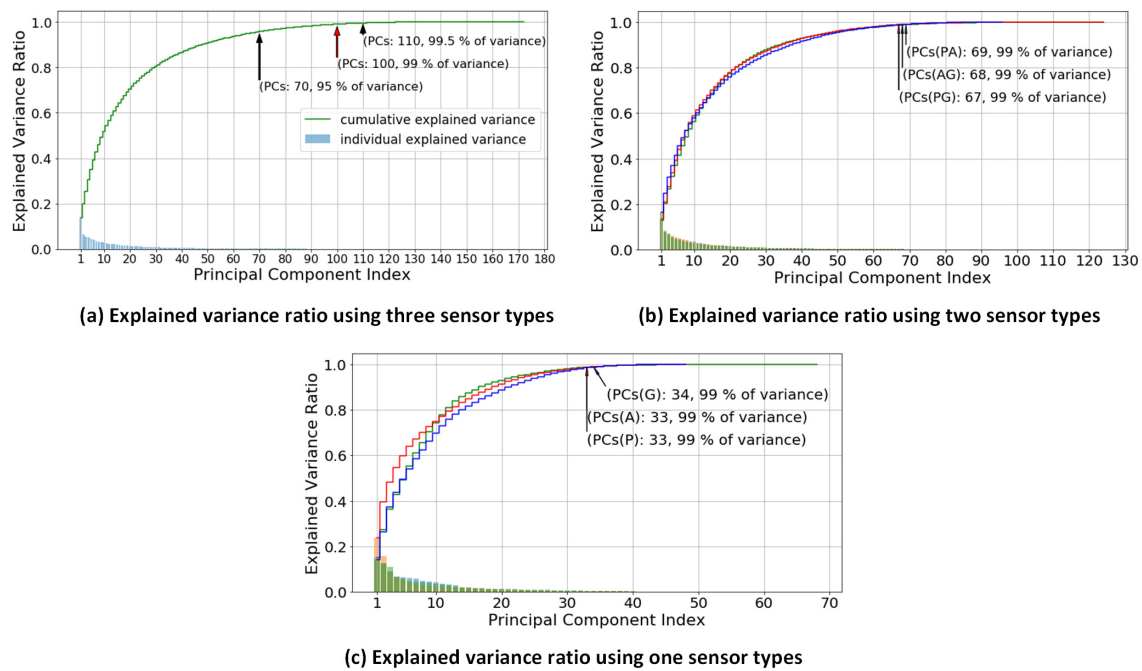 1.0
0.8
0.6
0.4
0.2
0.0
Explained Variance Ratio
(PCs: 110, 99.5 % of variance)
(PCs: 100, 99 % of variance)
(PCs: 70, 95 % of variance)
cumulative explained variance
individual explained variance
1 10 20 30 40 50 60 70 80 90 100 110 120 130 140 150 160 170 180
Principal Component Index
(a) Explained variance ratio using three sensor types
1.0
0.8
0.6
0.4
0.2
0.0
Explained Variance Ratio
(PCs(PA): 69, 99 % of variance)
(PCs(AG): 68, 99 % of variance)
(PCs(PG): 67, 99 % of variance)
1 10 20 30 40 50 60 70 80 90 100 110 120
Principal Component Index
(b) Explained variance ratio using two sensor types
1.0
0.8
0.6
0.4
0.2
0.0
Explained Variance Ratio
(PCs(G): 34, 99 % of variance)
(PCs(A): 33, 99 % of variance)
(PCs(P): 33, 99 % of variance)
1 10 20 30 40 50 60 70
Principal Component Index
(c) Explained variance ratio using one sensor types